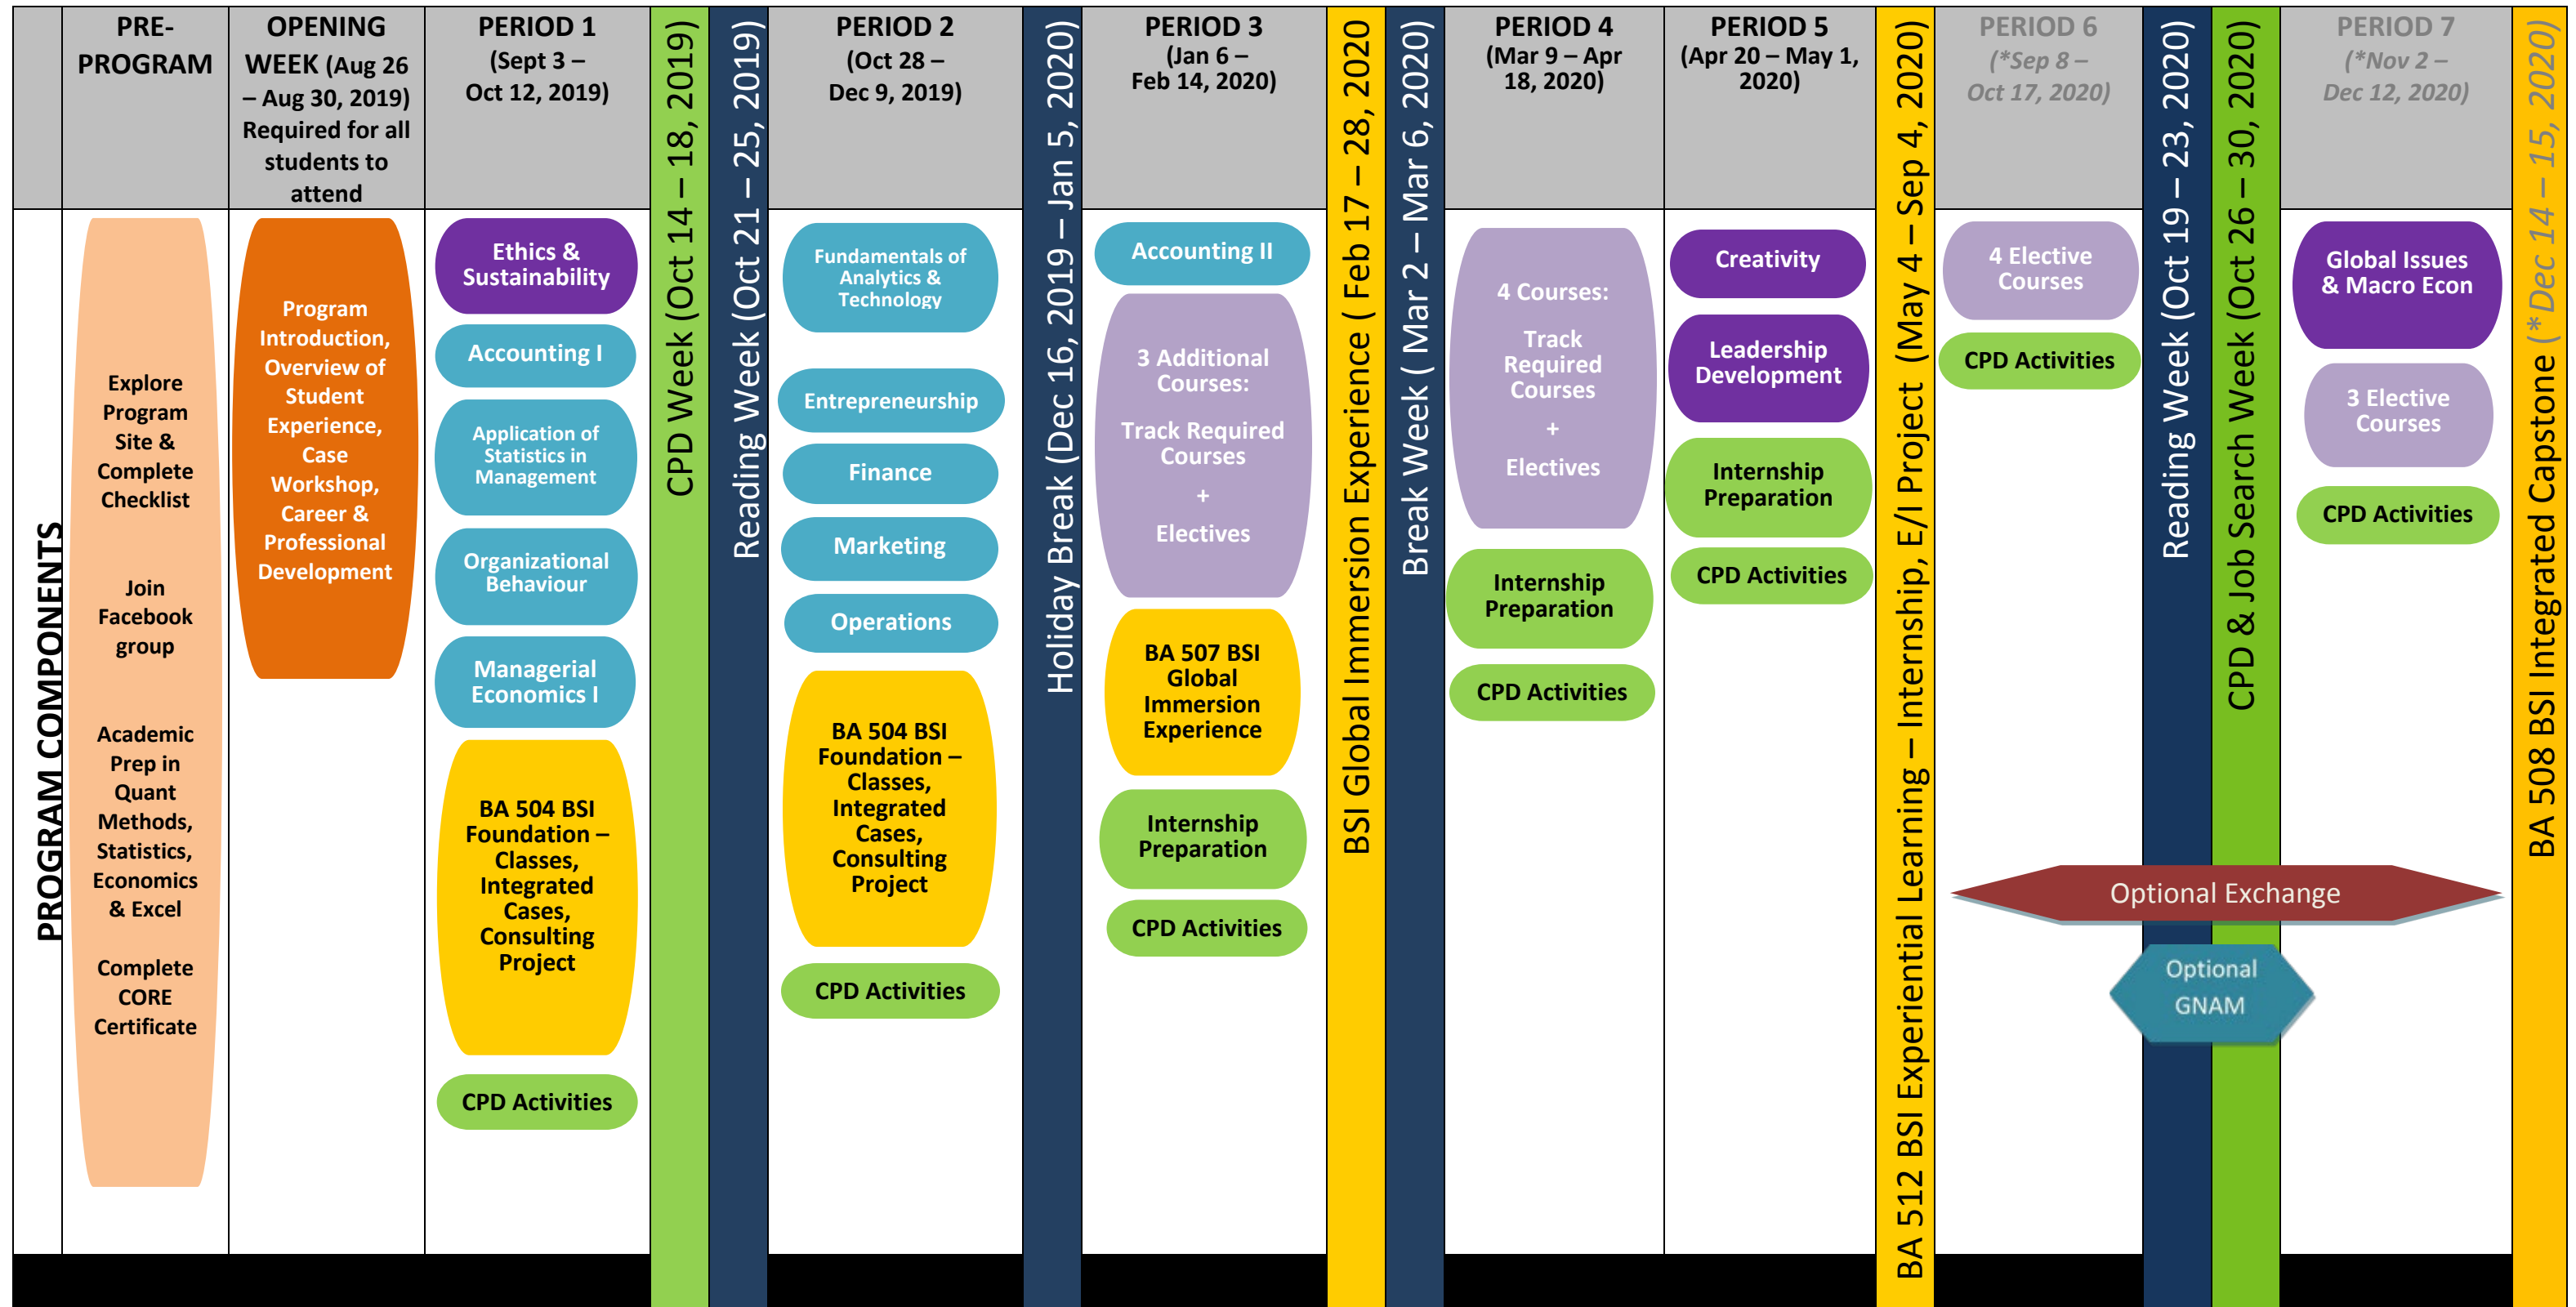 PRE-
PROGRAM
OPENING
WEEK (Aug 26
– Aug 30, 2019)
Required for all
students to
attend
PERIOD 1
(Sept 3 –
Oct 12, 2019)
CPD Week (Oct 14 – 18, 2019)
Reading Week (Oct 21 – 25, 2019)
PERIOD 2
(Oct 28 –
Dec 9, 2019)
Holiday Break (Dec 16, 2019 – Jan 5, 2020)
PERIOD 3
(Jan 6 –
Feb 14, 2020)
BSI Global Immersion Experience ( Feb 17 – 28, 2020
Break Week ( Mar 2 – Mar 6, 2020)
PERIOD 4
(Mar 9 – Apr
18, 2020)
PERIOD 5
(Apr 20 – May 1,
2020)
BA 512 BSI Experiential Learning – Internship, E/I Project (May 4 – Sep 4, 2020)
PERIOD 6
(*Sep 8 –
Oct 17, 2020)
Reading Week (Oct 19 – 23, 2020)
CPD & Job Search Week (Oct 26 – 30, 2020)
PERIOD 7
(*Nov 2 –
Dec 12, 2020)
BA 508 BSI Integrated Capstone (*Dec 14 – 15, 2020)
PROGRAM COMPONENTS
Explore
Program
Site &
Complete
Checklist
Join
Facebook
group
Academic
Prep in
Quant
Methods,
Statistics,
Economics
& Excel
Complete
CORE
Certificate
Program
Introduction,
Overview of
Student
Experience,
Case
Workshop,
Career &
Professional
Development
Ethics &
Sustainability
Accounting I
Application of
Statistics in
Management
Organizational
Behaviour
Managerial
Economics I
BA 504 BSI
Foundation –
Classes,
Integrated
Cases,
Consulting
Project
CPD Activities
Fundamentals of
Analytics &
Technology
Entrepreneurship
Finance
Marketing
Operations
BA 504 BSI
Foundation –
Classes,
Integrated
Cases,
Consulting
Project
CPD Activities
Accounting II
3 Additional
Courses:
Track Required
Courses
+
Electives
BA 507 BSI
Global
Immersion
Experience
Internship
Preparation
CPD Activities
4 Courses:
Track
Required
Courses
+
Electives
Internship
Preparation
CPD Activities
Creativity
Leadership
Development
Internship
Preparation
CPD Activities
4 Elective
Courses
CPD Activities
Global Issues
& Macro Econ
3 Elective
Courses
CPD Activities
Optional Exchange
Optional
GNAM